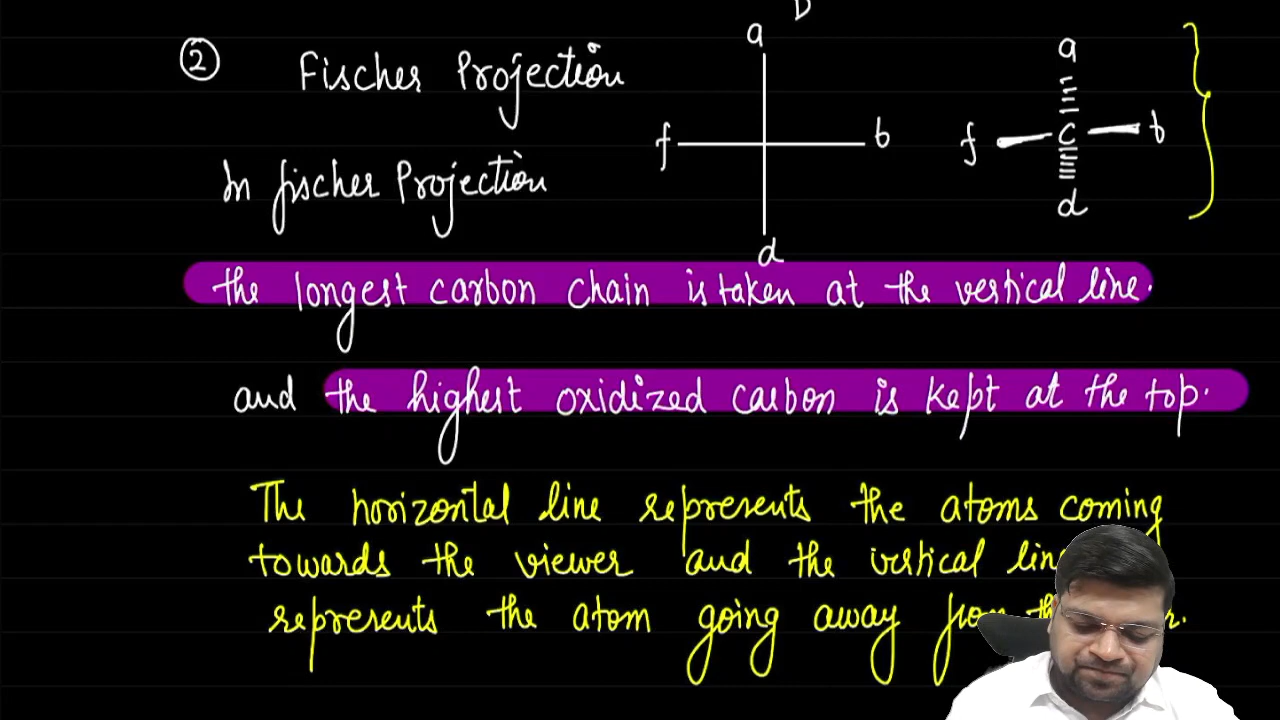 D
② Fischer Projection
a
f b
d
a
f C b
d
In fischer Projection
the longest carbon chain is taken at the vertical line.
and the highest oxidized carbon is kept at the top.
The horizontal line represents the atoms coming
towards the viewer and the vertical
represents the atom going away